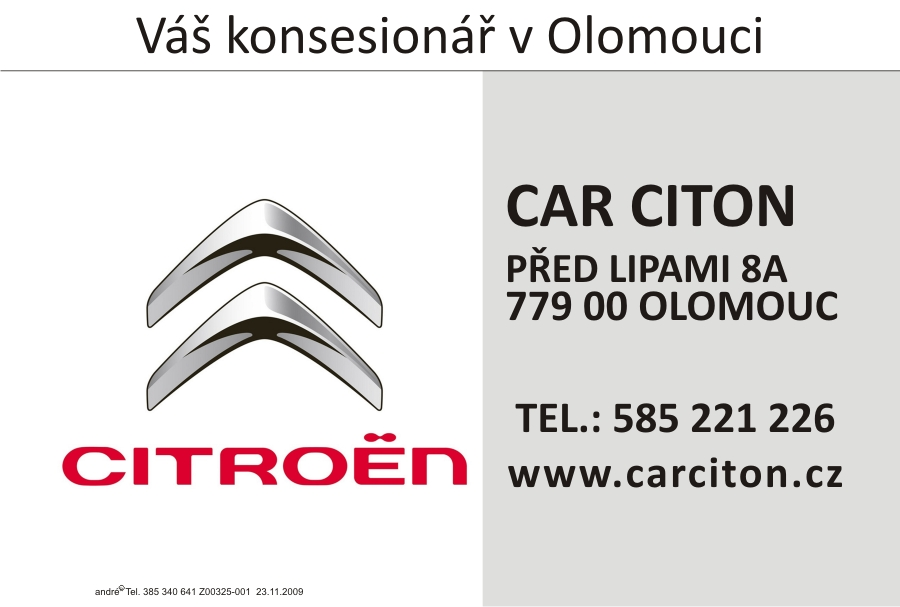 Váš konsesionář v Olomouci
CAR CITON
PŘED LIPAMI 8A
779 00 OLOMOUC
TEL.: 585 221 226
www.carciton.cz
CITROËN
andré© Tel. 385 340 641 Z00325-001 23.11.2009